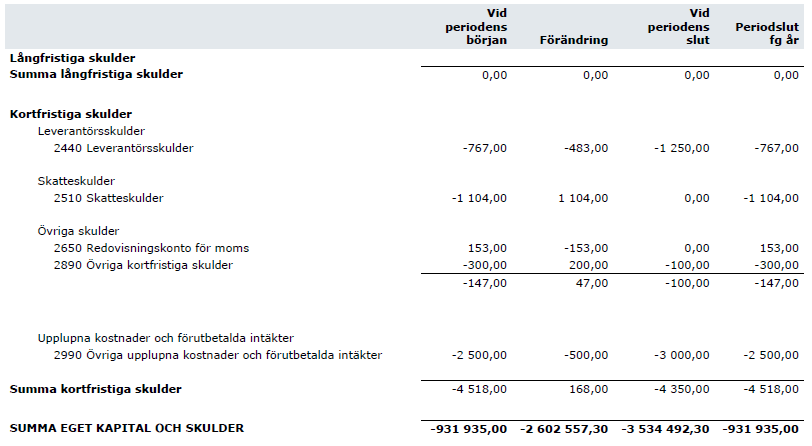 Vid periodens början Förändring Vid periodens slut Periodslut fg år
Långfristiga skulder
Summa långfristiga skulder 0,00 0,00 0,00 0,00
Kortfristiga skulder
Leverantörsskulder
2440 Leverantörsskulder -767,00 -483,00 -1 250,00 -767,00
Skatteskulder
2510 Skatteskulder -1 104,00 1 104,00 0,00 -1 104,00
Övriga skulder
2650 Redovisningskonto för moms 153,00 -153,00 0,00 153,00
2890 Övriga kortfristiga skulder -300,00 200,00 -100,00 -300,00
-147,00 47,00 -100,00 -147,00
Upplupna kostnader och förutbetalda intäkter
2990 Övriga upplupna kostnader och förutbetalda intäkter -2 500,00 -500,00 -3 000,00 -2 500,00
Summa kortfristiga skulder -4 518,00 168,00 -4 350,00 -4 518,00
SUMMA EGET KAPITAL OCH SKULDER -931 935,00 -2 602 557,30 -3 534 492,30 -931 935,00